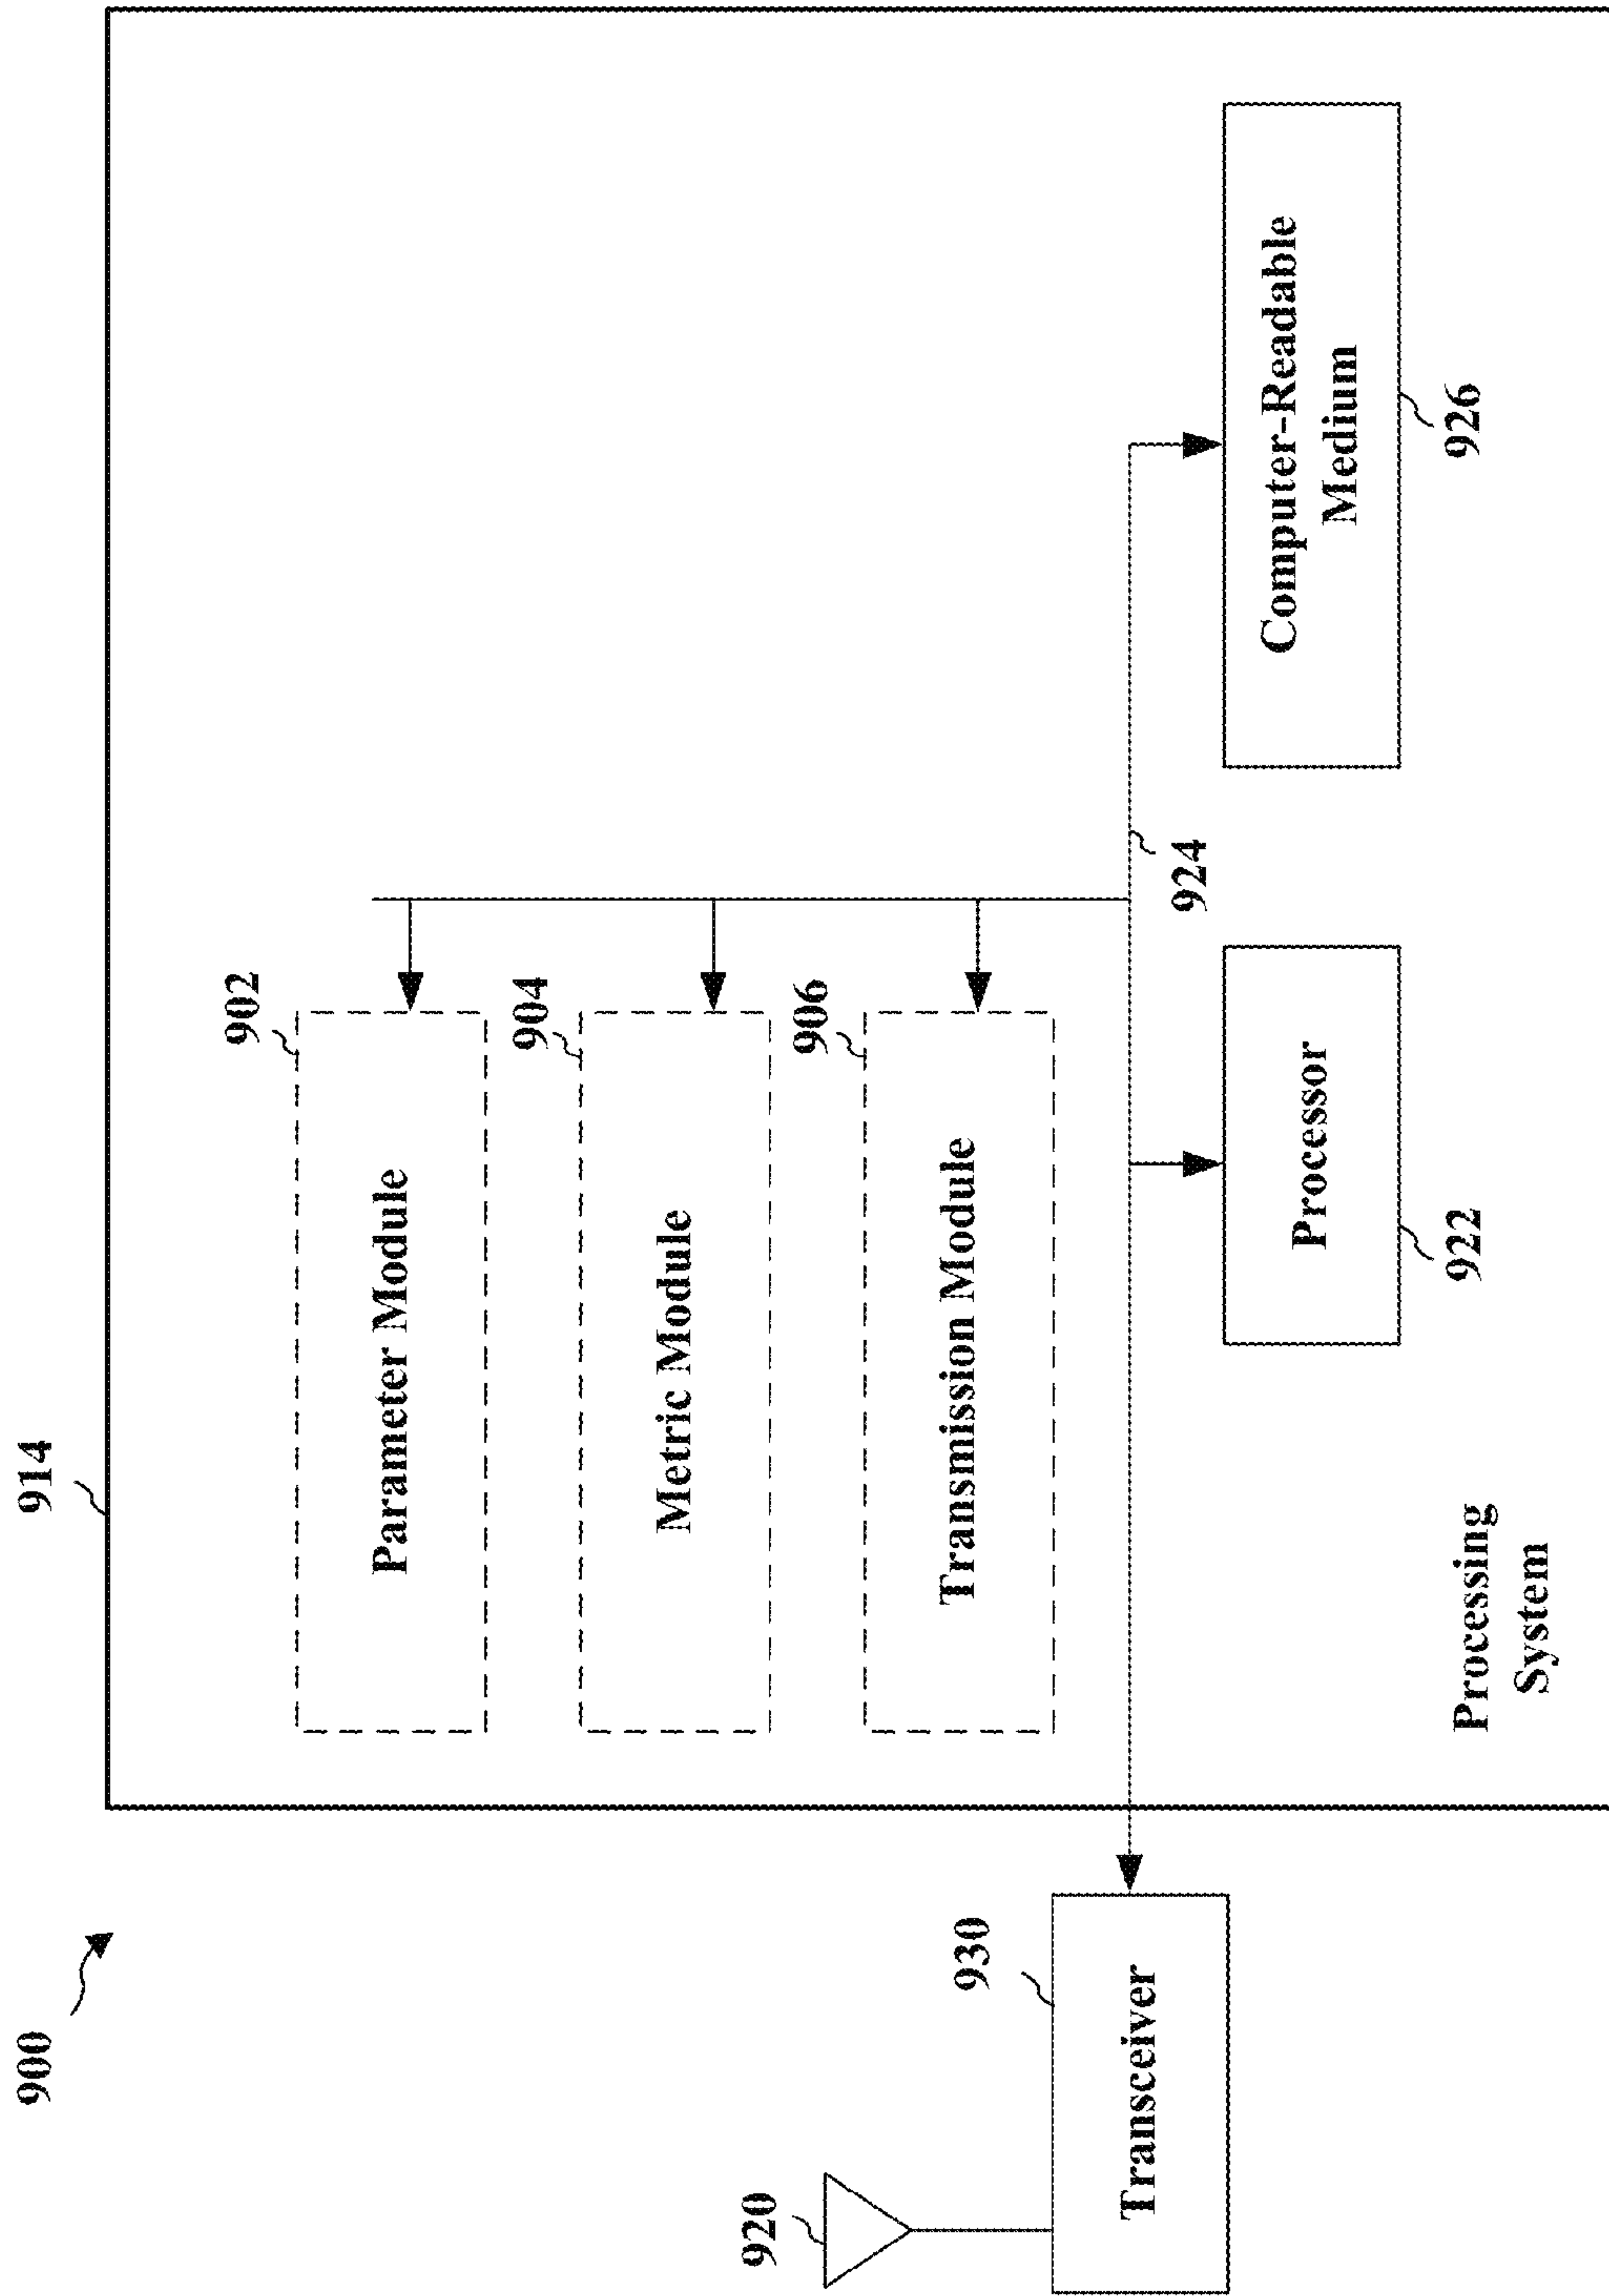 900
914
902
Parameter Module
904
Metric Module
906
Transmission Module
920
930
Transceiver
924
Processor
922
Computer-Readable
Medium
926
Processing
System